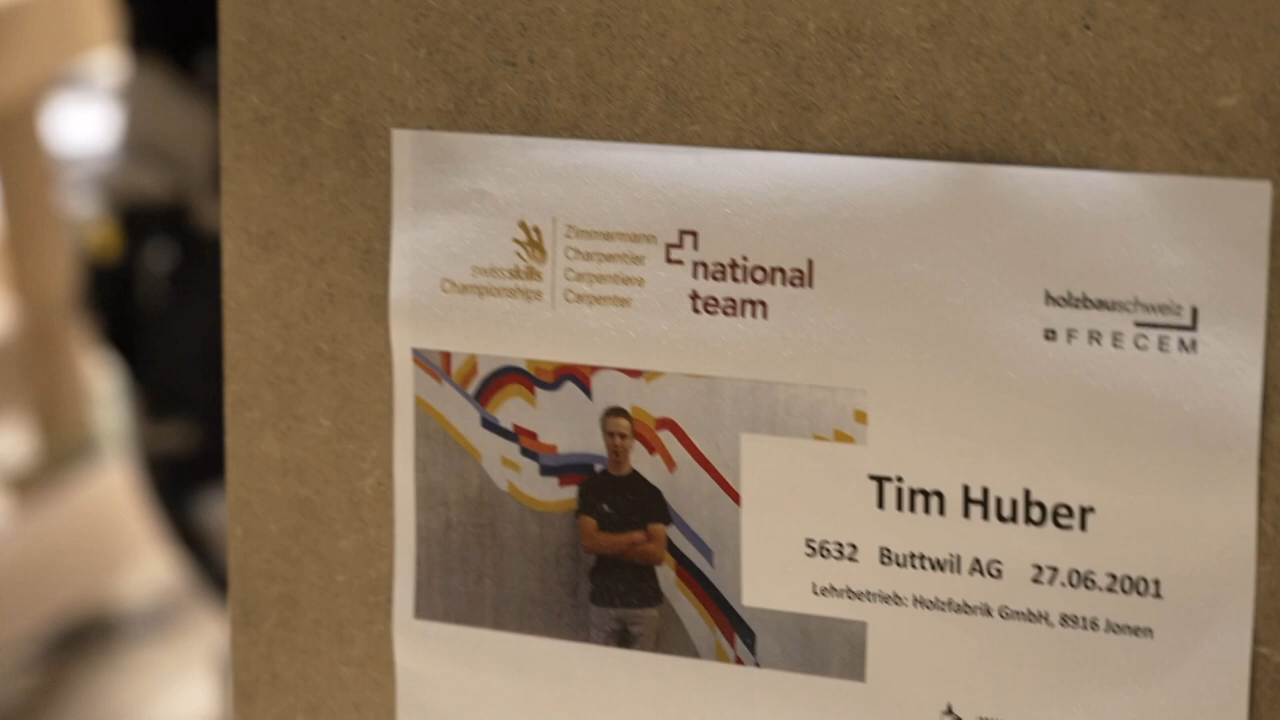 swissskills
Championships
Zimmermann
Charpentier
Carpentiere
Carpenter
national
team
holzbauschweiz
FRECEM
Tim Huber
5632 Buttwil AG 27.06.2001
Lehrbetrieb: Holzfabrik GmbH, 8916 Jonen